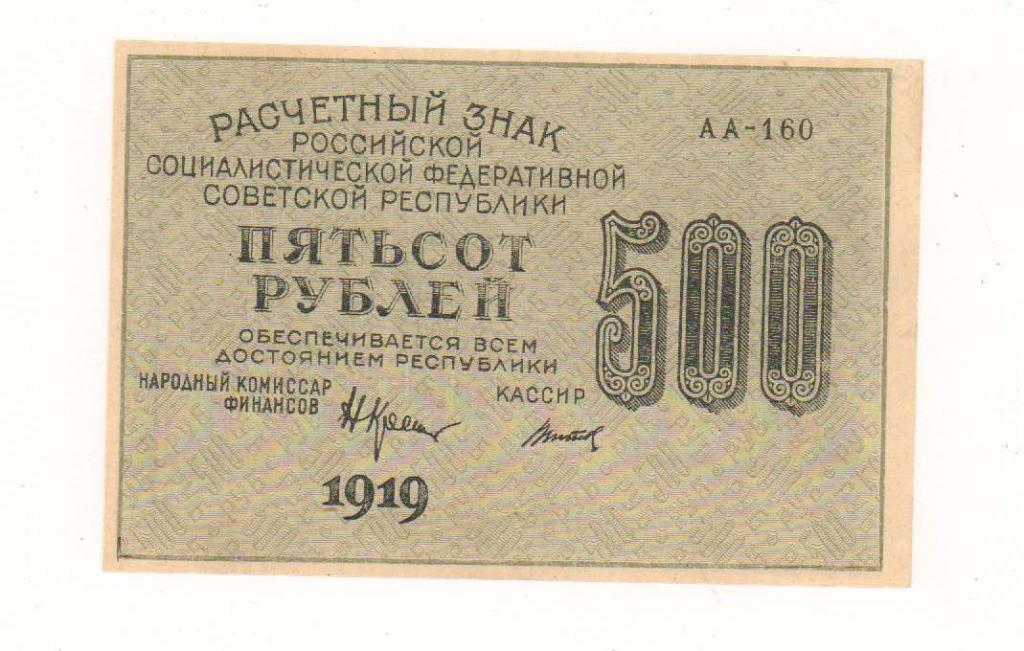 РАСЧЕТНЫЙ ЗНАК
РОССИЙСКОЙ
СОЦИАЛИСТИЧЕСКОЙ ФЕДЕРАТИВНОЙ
СОВЕТСКОЙ РЕСПУБЛИКИ
АА-160
ПЯТЬСОТ
РУБЛЕЙ
500
ОБЕСПЕЧИВАЕТСЯ ВСЕМ
ДОСТОЯНИЕМ РЕСПУБЛИКИ
НАРОДНЫЙ КОМИССАР
ФИНАНСОВ
КАССИР
1919